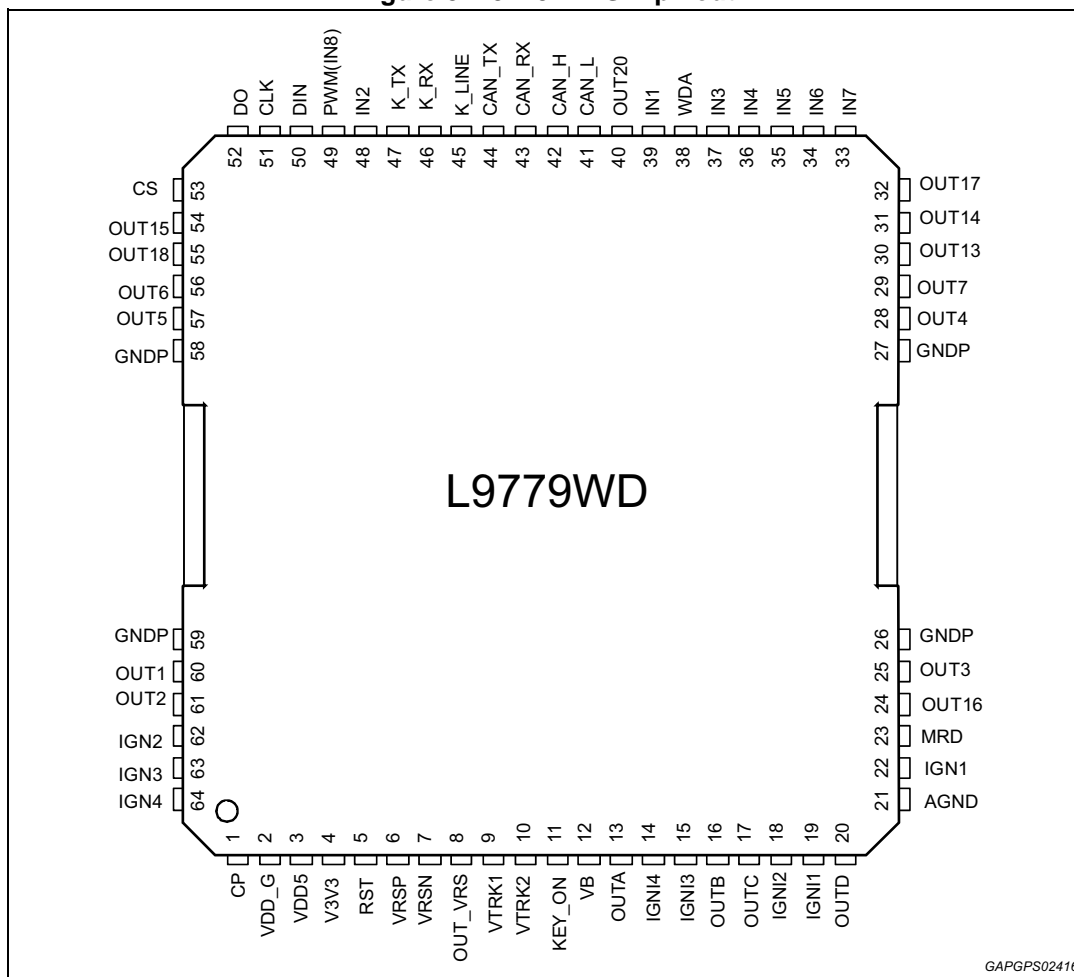 DO
CLK
DIN
PWM(IN8)
IN2
K_TX
K_RX
K_LINE
CAN_TX
CAN_RX
CAN_H
CAN_L
OUT20
IN1
WDA
IN3
IN4
IN5
IN6
IN7
52
51
50
49
48
47
46
45
44
43
42
41
40
39
38
37
36
35
34
33
CS 53
OUT15 54
OUT18 55
OUT6 56
OUT5 57
GNDP 58
32 OUT17
31 OUT14
30 OUT13
29 OUT7
28 OUT4
27 GNDP
L9779WD
GNDP 59
OUT1 60
OUT2 61
IGN2 62
IGN3 63
IGN4 64
26 GNDP
25 OUT3
24 OUT16
23 MRD
22 IGN1
21 AGND
1
2
3
4
5
6
7
8
9
10
11
12
13
14
15
16
17
18
19
20
CP
VDD_G
VDD5
V3V3
RST
VRSP
VRSN
OUT_VRS
VTRK1
VTRK2
KEY_ON
VB
OUTA
IGNI4
IGNI3
OUTB
OUTC
IGNI2
IGNI1
OUTD
GAPGPS02416